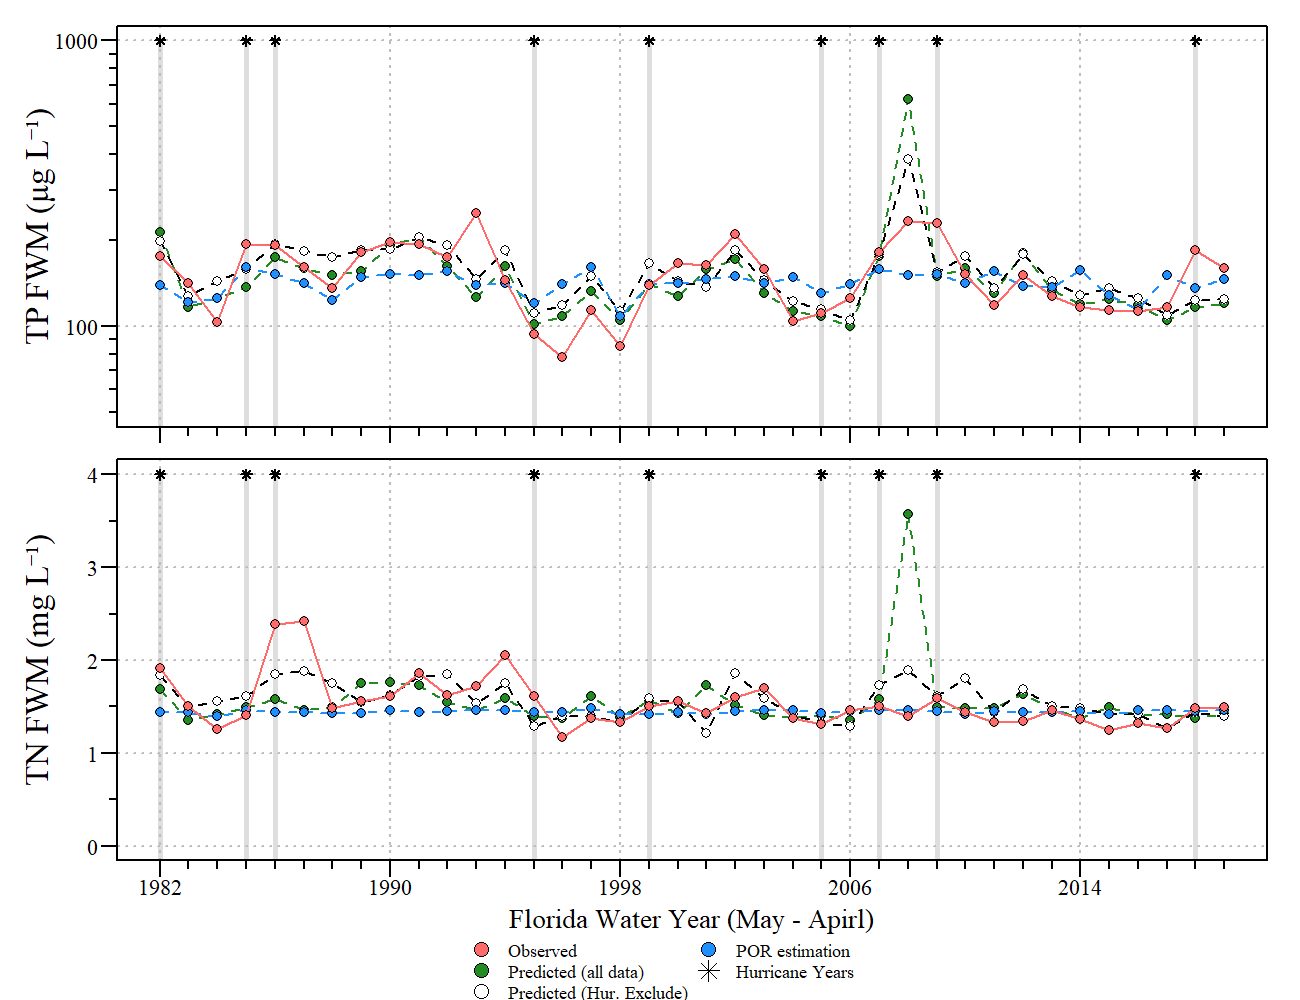 1000
100
TP FWM (µg L⁻¹)
4
3
2
1
0
TN FWM (mg L⁻¹)
1982 1990 1998 2006 2014
Florida Water Year (May - Apirl)
Observed
Predicted (all data)
Predicted (Hur. Exclude)
POR estimation
Hurricane Years